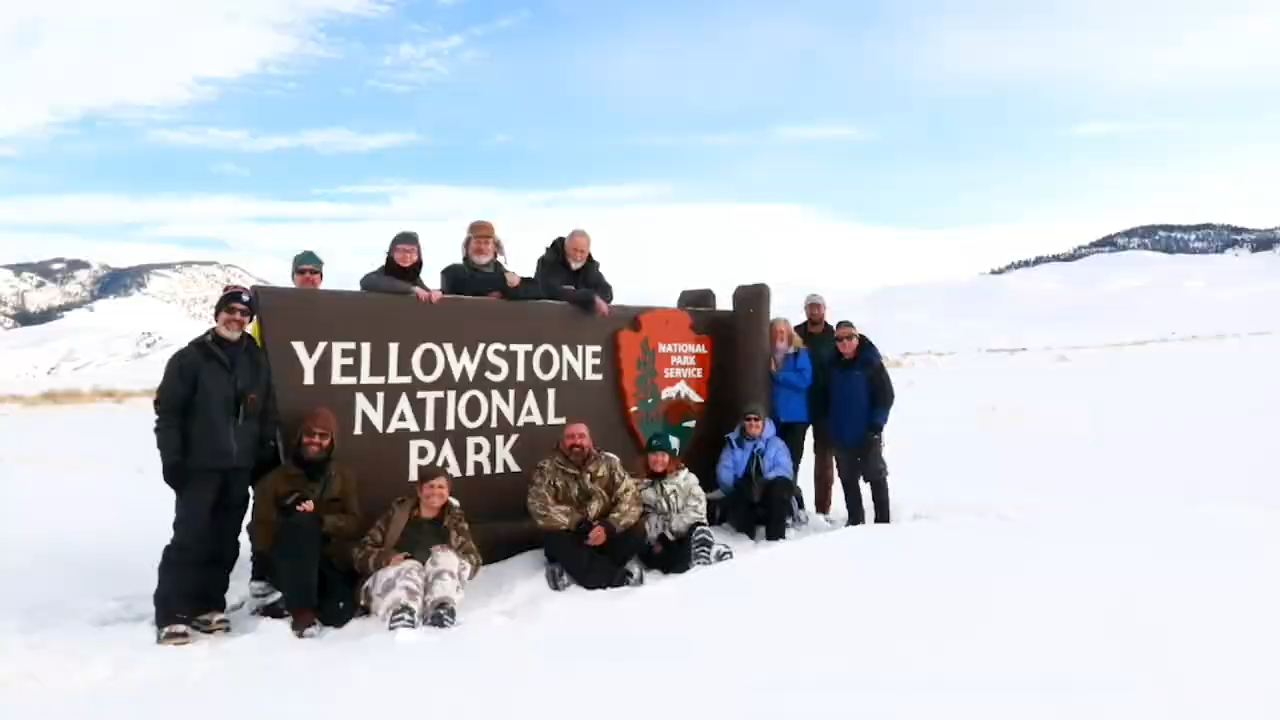 YELLOWSTONE
NATIONAL
PARK
NATIONAL
PARK
SERVICE